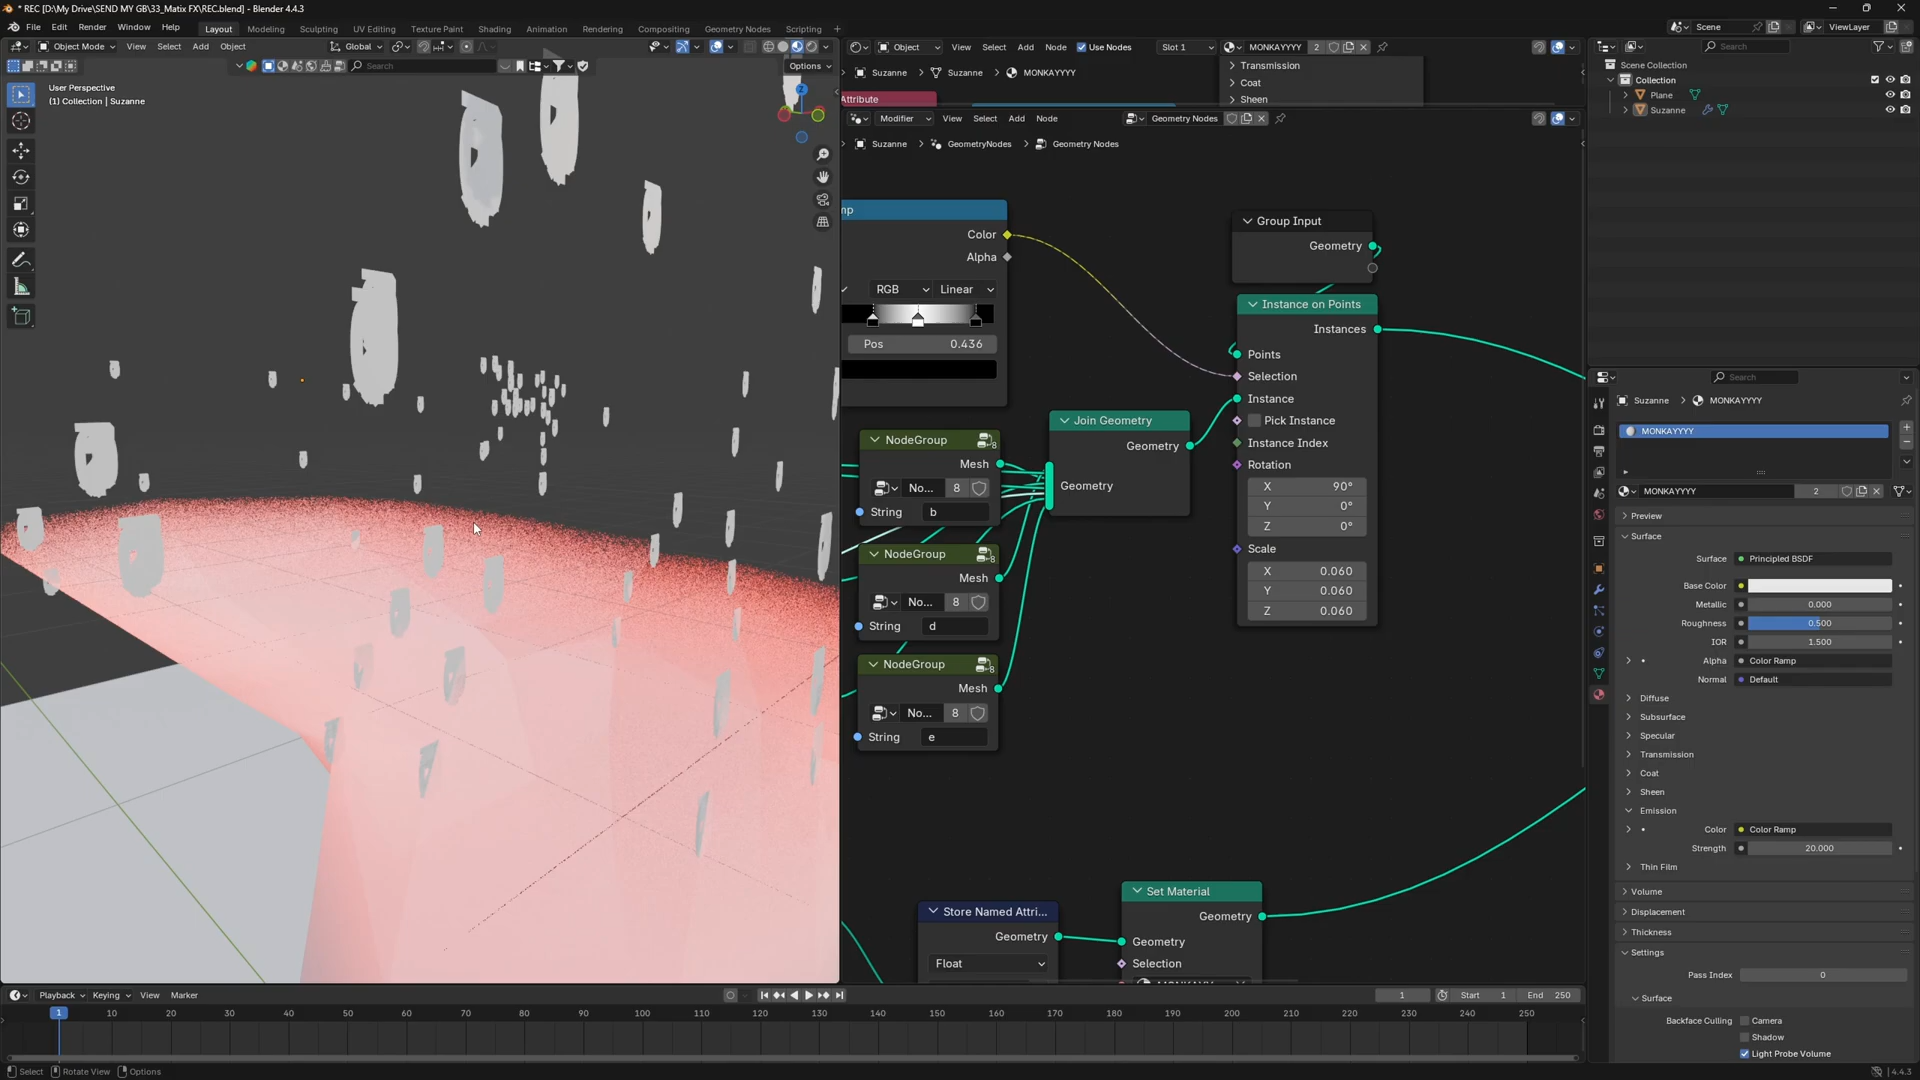 * REC [D:\My Drive\SEND MY GB\33_Matix FX\REC.blend] - Blender 4.4.3
File Edit Window Render Help
Layout Modeling Sculpting UV Editing Texture Paint Shading Animation Rendering Compositing Geometry Nodes Scripting +
Scene
ViewLayer
Object Mode View Select Add Object
Global
Search
Options
User Perspective
(1) Collection | Suzanne
Z
Object View Select Add Node Use Nodes Slot 1 MONKAYYYY 2
Suzanne > Suzanne > MONKAYYYY
Attribute
Transmission
Coat
Sheen
Modifier View Select Add Node Geometry Nodes
Suzanne > GeometryNodes > Geometry Nodes
mp
Color
Alpha
RGB Linear
Pos 0.436
Group Input
Geometry
Instance on Points
Instances
Points
Selection
Instance
Pick Instance
Instance Index
Rotation
X 90°
Y 0°
Z 0°
Scale
X 0.060
Y 0.060
Z 0.060
Join Geometry
Geometry
Geometry
NodeGroup
Mesh
No... 8
String b
NodeGroup
Mesh
No... 8
String d
NodeGroup
Mesh
No... 8
String e
Store Named Attri...
Geometry
Float
Set Material
Geometry
Geometry
Selection
Search
Scene Collection
Collection
Plane
Suzanne
Search
Suzanne > MONKAYYYY
MONKAYYYY
MONKAYYYY 2
Preview
Surface
Surface Principled BSDF
Base Color
Metallic 0.000
Roughness 0.500
IOR 1.500
Alpha Color Ramp
Normal Default
Diffuse
Subsurface
Specular
Transmission
Coat
Sheen
Emission
Color Color Ramp
Strength 20.000
Thin Film
Volume
Displacement
Thickness
Settings
Pass Index 0
Surface
Backface Culling Camera
Shadow
Light Probe Volume
Playback Keying View Marker
1 Start 1 End 250
1 10 20 30 40 50 60 70 80 90 100 110 120 130 140 150 160 170 180 190 200 210 220 230 240 250
Select Rotate View Options
4.4.3